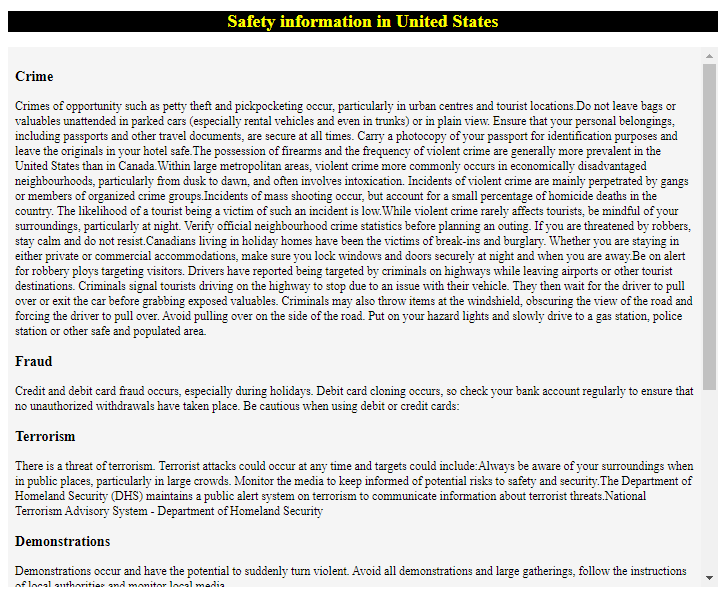 Safety information in United States
Crime
Crimes of opportunity such as petty theft and pickpocketing occur, particularly in urban centres and tourist locations.Do not leave bags or
valuables unattended in parked cars (especially rental vehicles and even in trunks) or in plain view. Ensure that your personal belongings,
including passports and other travel documents, are secure at all times. Carry a photocopy of your passport for identification purposes and
leave the originals in your hotel safe.The possession of firearms and the frequency of violent crime are generally more prevalent in the
United States than in Canada.Within large metropolitan areas, violent crime more commonly occurs in economically disadvantaged
neighbourhoods, particularly from dusk to dawn, and often involves intoxication. Incidents of violent crime are mainly perpetrated by gangs
or members of organized crime groups.Incidents of mass shooting occur, but account for a small percentage of homicide deaths in the
country. The likelihood of a tourist being a victim of such an incident is low.While violent crime rarely affects tourists, be mindful of your
surroundings, particularly at night. Verify official neighbourhood crime statistics before planning an outing. If you are threatened by robbers,
stay calm and do not resist.Canadians living in holiday homes have been the victims of break-ins and burglary. Whether you are staying in
either private or commercial accommodations, make sure you lock windows and doors securely at night and when you are away.Be on alert
for robbery ploys targeting visitors. Drivers have reported being targeted by criminals on highways while leaving airports or other tourist
destinations. Criminals signal tourists driving on the highway to stop due to an issue with their vehicle. They then wait for the driver to pull
over or exit the car before grabbing exposed valuables. Criminals may also throw items at the windshield, obscuring the view of the road and
forcing the driver to pull over. Avoid pulling over on the side of the road. Put on your hazard lights and slowly drive to a gas station, police
station or other safe and populated area.
Fraud
Credit and debit card fraud occurs, especially during holidays. Debit card cloning occurs, so check your bank account regularly to ensure that
no unauthorized withdrawals have taken place. Be cautious when using debit or credit cards:
Terrorism
There is a threat of terrorism. Terrorist attacks could occur at any time and targets could include:Always be aware of your surroundings when
in public places, particularly in large crowds. Monitor the media to keep informed of potential risks to safety and security.The Department of
Homeland Security (DHS) maintains a public alert system on terrorism to communicate information about terrorist threats.National
Terrorism Advisory System - Department of Homeland Security
Demonstrations
Demonstrations occur and have the potential to suddenly turn violent. Avoid all demonstrations and large gatherings, follow the instructions
of local authorities and monitor local media